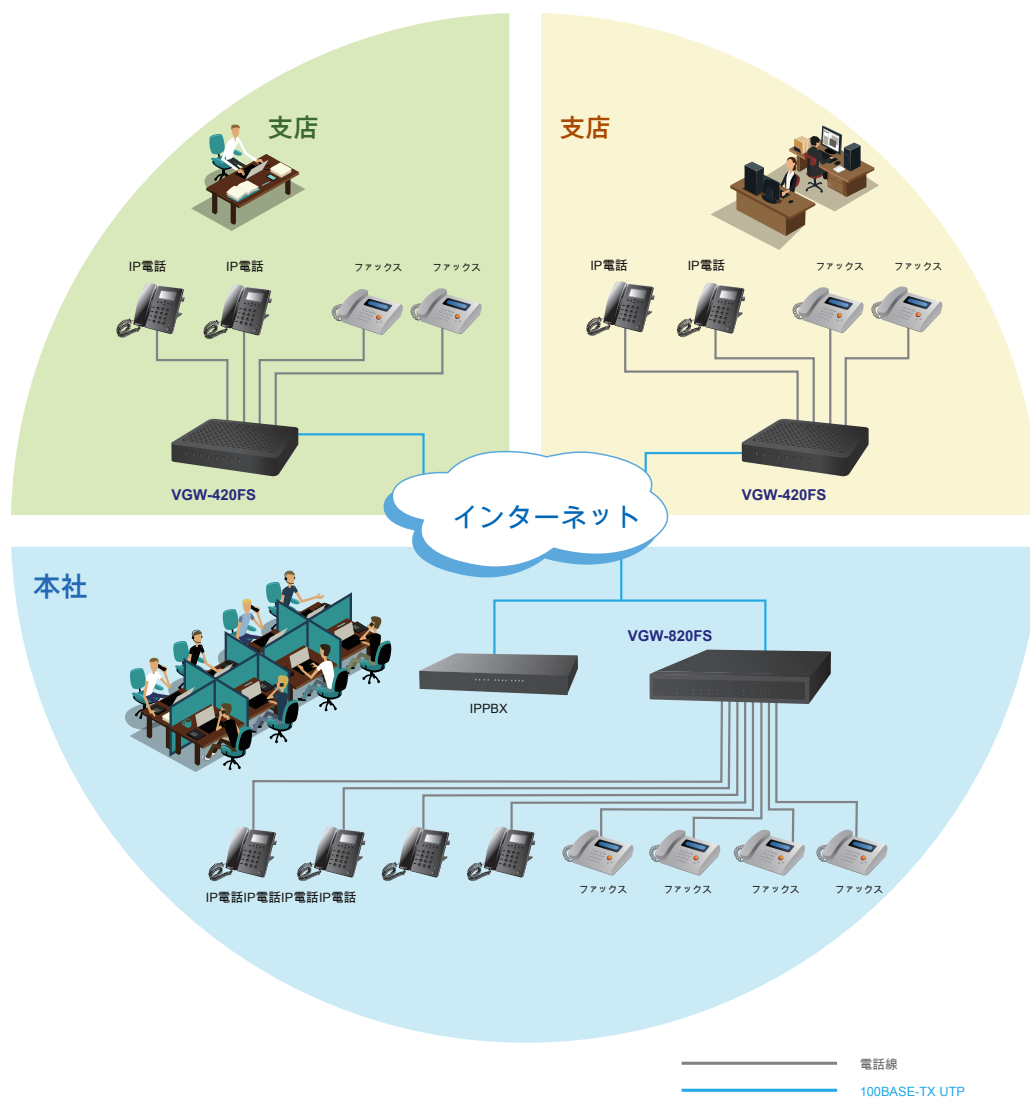 支店
支店
IP電話
IP電話
ファックス
ファックス
IP電話
IP電話
ファックス
ファックス
VGW-420FS
VGW-420FS
インターネット
本社
VGW-820FS
IPPBX
IP電話IP電話IP電話IP電話
ファックス
ファックス
ファックス
ファックス
電話線
100BASE-TX UTP